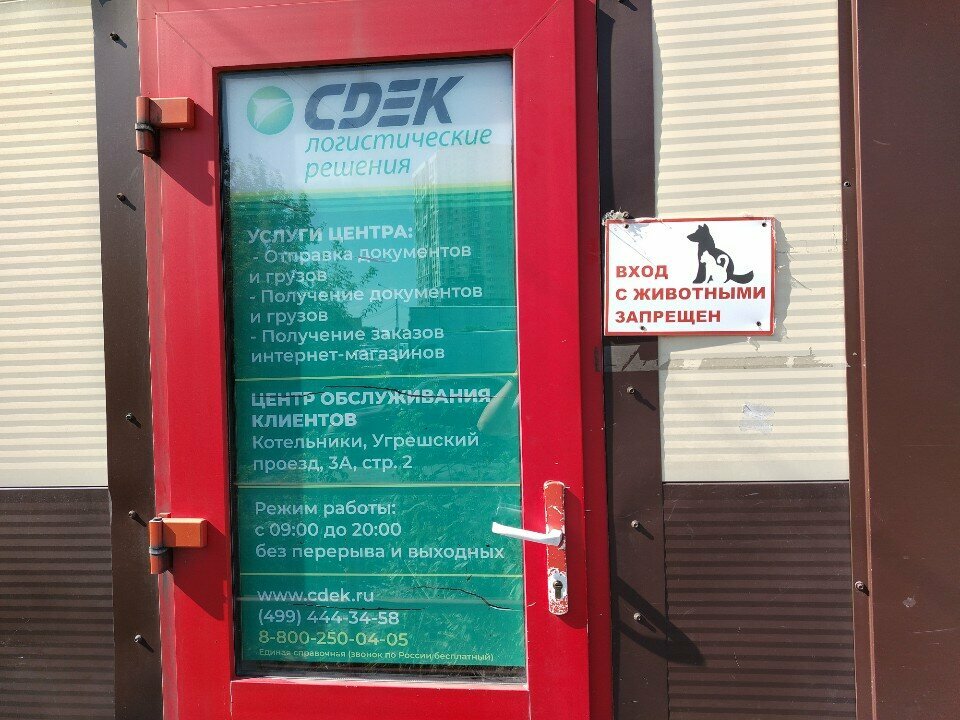 CDEK
логистические
решения
УСЛУГИ ЦЕНТРА:
- Отправка документов
и грузов
- Получение документов
и грузов
- Получение заказов
интернет-магазинов
ЦЕНТР ОБСЛУЖИВАНИЯ
КЛИЕНТОВ
Котельники, Угрешский
проезд, 3А, стр. 2
Режим работы:
с 09:00 до 20:00
без перерыва и выходных
www.cdek.ru
(499) 444-34-58
8-800-250-04-05
Единая справочная (звонок по России бесплатный)
ВХОД
С ЖИВОТНЫМИ
ЗАПРЕЩЕН